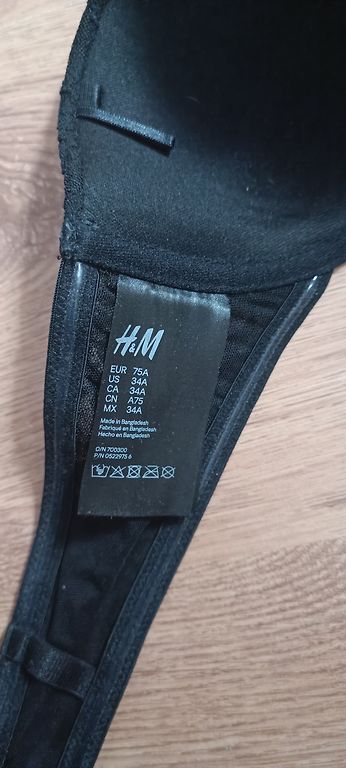 H&M
EUR 75A
US 34A
CA 34A
CN A75
MX 34A
Made in Bangladesh
Fabriqué en Bangladesh
Hecho en Bangladesh
O/N 700300
P/N 0522975 6